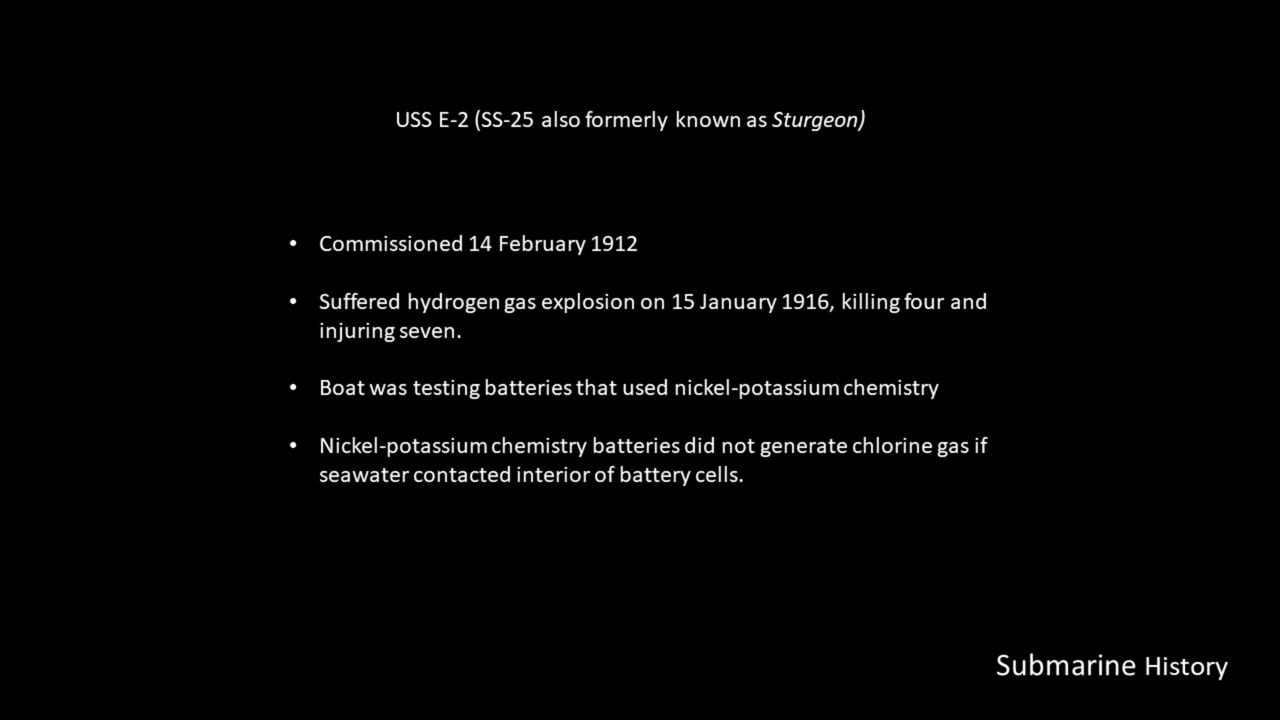 USS E-2 (SS-25 also formerly known as Sturgeon)
• Commissioned 14 February 1912
• Suffered hydrogen gas explosion on 15 January 1916, killing four and
injuring seven.
• Boat was testing batteries that used nickel-potassium chemistry
• Nickel-potassium chemistry batteries did not generate chlorine gas if
seawater contacted interior of battery cells.
Submarine History